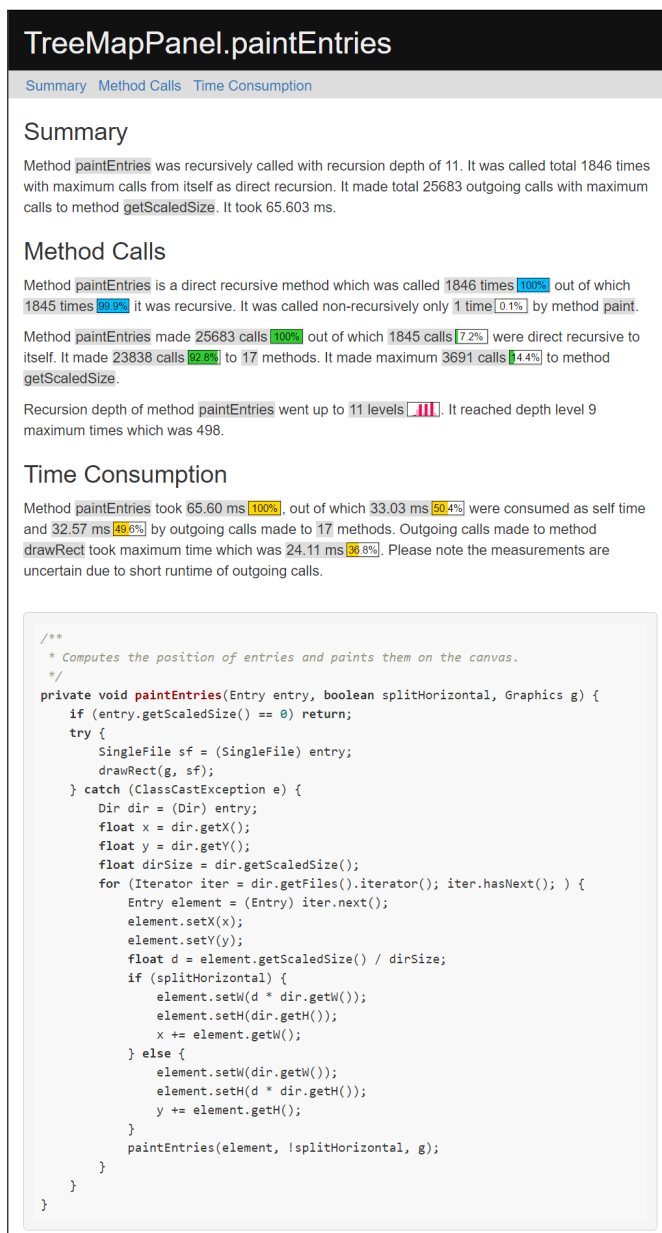 TreeMapPanel.paintEntries
Summary Method Calls Time Consumption
Summary
Method paintEntries was recursively called with recursion depth of 11. It was called total 1846 times
with maximum calls from itself as direct recursion. It made total 25683 outgoing calls with maximum
calls to method getScaledSize. It took 65.603 ms.
Method Calls
Method paintEntries is a direct recursive method which was called 1846 times 100% out of which
1845 times 99.9% it was recursive. It was called non-recursively only 1 time 0.1% by method paint.
Method paintEntries made 25683 calls 100% out of which 1845 calls 7.2% were direct recursive to
itself. It made 23838 calls 92.8% to 17 methods. It made maximum 3691 calls 14.4% to method
getScaledSize.
Recursion depth of method paintEntries went up to 11 levels. It reached depth level 9
maximum times which was 498.
Time Consumption
Method paintEntries took 65.60 ms 100%, out of which 33.03 ms 50.4% were consumed as self time
and 32.57 ms 49.6% by outgoing calls made to 17 methods. Outgoing calls made to method
drawRect took maximum time which was 24.11 ms 36.8%. Please note the measurements are
uncertain due to short runtime of outgoing calls.
/**
 * Computes the position of entries and paints them on the canvas.
 */
private void paintEntries(Entry entry, boolean splitHorizontal, Graphics g) {
    if (entry.getScaledSize() == 0) return;
    try {
        SingleFile sf = (SingleFile) entry;
        drawRect(g, sf);
    } catch (ClassCastException e) {
        Dir dir = (Dir) entry;
        float x = dir.getX();
        float y = dir.getY();
        float dirSize = dir.getScaledSize();
        for (Iterator iter = dir.getFiles().iterator(); iter.hasNext(); ) {
            Entry element = (Entry) iter.next();
            element.setX(x);
            element.setY(y);
            float d = element.getScaledSize() / dirSize;
            if (splitHorizontal) {
                element.setW(d * dir.getW());
                element.setH(dir.getH());
                x += element.getW();
            } else {
                element.setW(dir.getW());
                element.setH(d * dir.getH());
                y += element.getH();
            }
            paintEntries(element, !splitHorizontal, g);
        }
    }
}